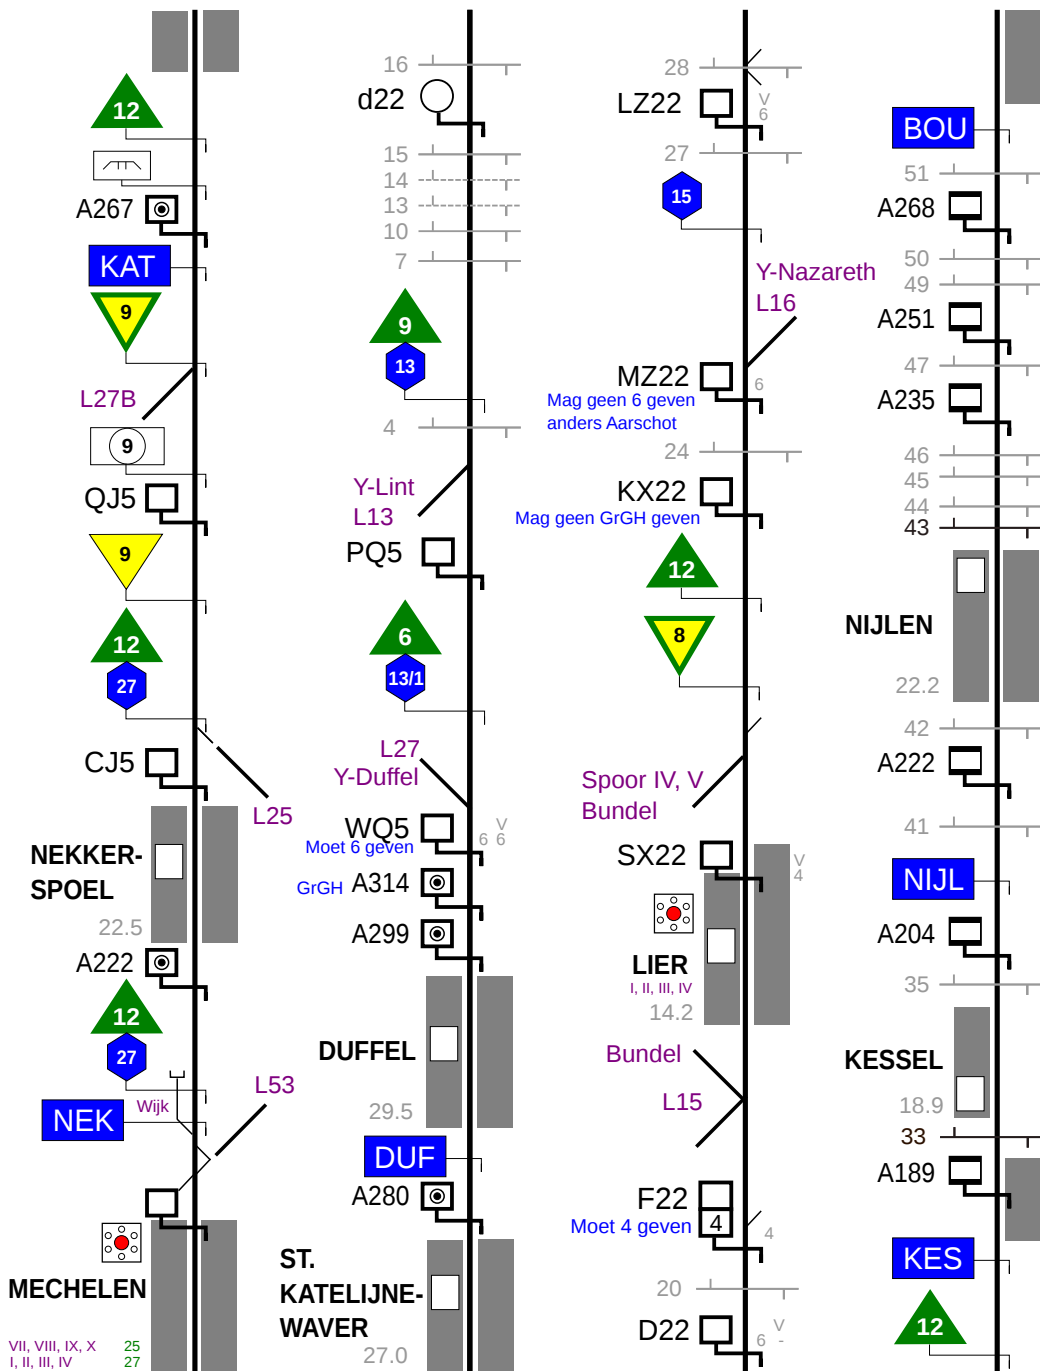 12
A267
KAT
9
L27B
9
QJ5
9
12
27
CJ5
L25
NEKKER-
SPOEL
22.5
A222
12
27
L53
Wijk
NEK
MECHELEN
VII, VIII, IX, X 25
I, II, III, IV 27
16
d22
15
14
13
10
7
9
13
4
Y-Lint
L13
PQ5
6
13/1
L27
Y-Duffel
WQ5
6 V 6
Moet 6 geven
GrGH A314
A299
DUFFEL
29.5
DUF
A280
ST.
KATELIJNE-
WAVER
27.0
28
LZ22
V
6
27
15
Y-Nazareth
L16
MZ22
6
Mag geen 6 geven
anders Aarschot
24
KX22
Mag geen GrGH geven
12
8
Spoor IV, V
Bundel
SX22
V
4
LIER
I, II, III, IV
14.2
Bundel
L15
F22
Moet 4 geven 4
4
20
D22
6 V -
BOU
51
A268
50
49
A251
47
A235
46
45
44
43
NIJLEN
22.2
42
A222
41
NIJL
A204
35
KESSEL
18.9
33
A189
KES
12